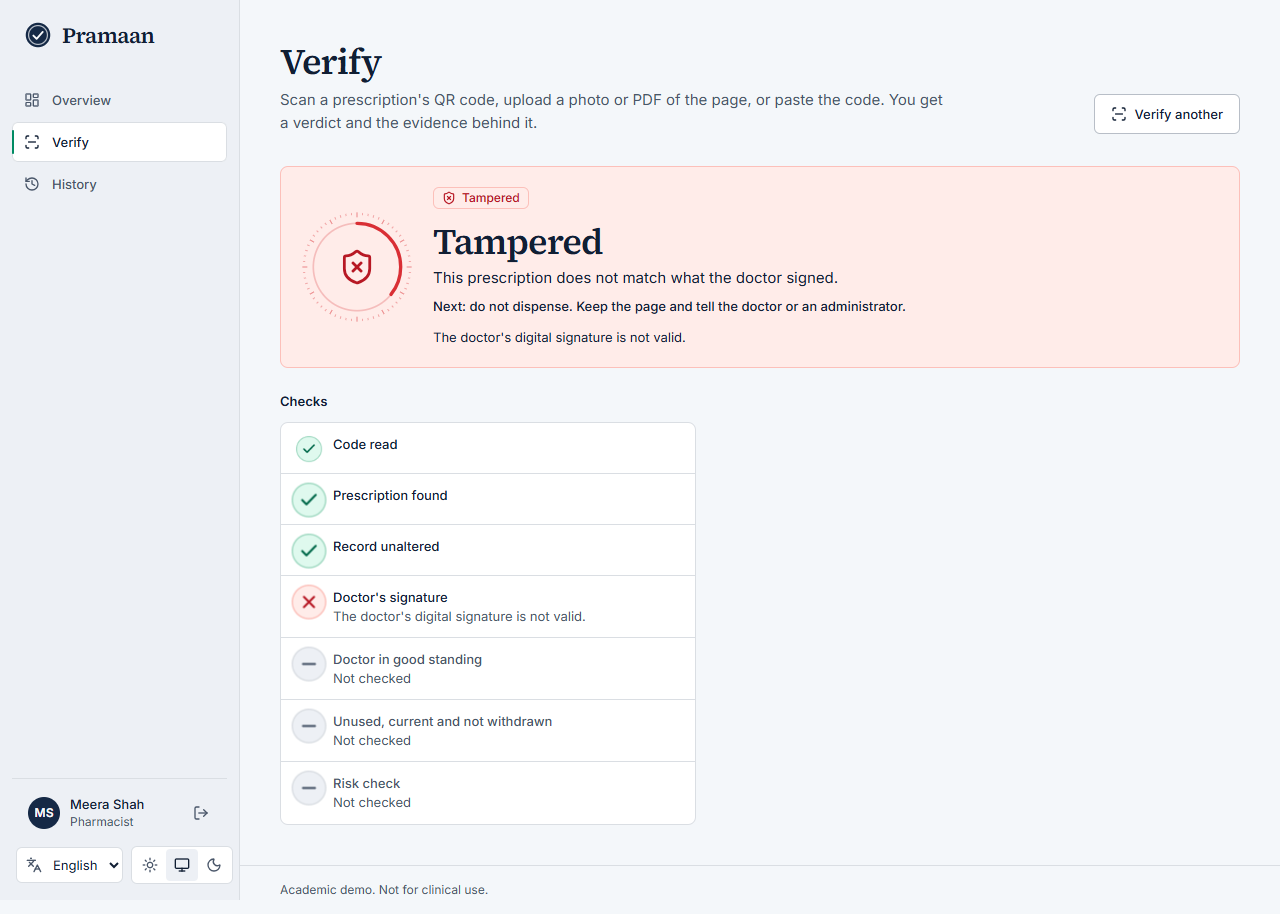 Pramaan
Overview
Verify
History
Verify
Scan a prescription's QR code, upload a photo or PDF of the page, or paste the code. You get
a verdict and the evidence behind it.
Verify another
Tampered
Tampered
This prescription does not match what the doctor signed.
Next: do not dispense. Keep the page and tell the doctor or an administrator.
The doctor's digital signature is not valid.
Checks
Code read
Prescription found
Record unaltered
Doctor's signature
The doctor's digital signature is not valid.
Doctor in good standing
Not checked
Unused, current and not withdrawn
Not checked
Risk check
Not checked
MS
Meera Shah
Pharmacist
English
Academic demo. Not for clinical use.